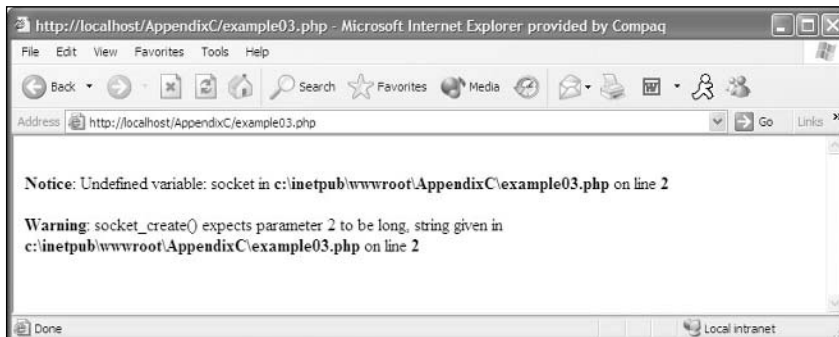 http://localhost/AppendixC/example03.php - Microsoft Internet Explorer provided by Compaq
File Edit View Favorites Tools Help
Back Search Favorites Media
Address http://localhost/AppendixC/example03.php Go Links »
Notice: Undefined variable: socket in c:\inetpub\wwwroot\AppendixC\example03.php on line 2
Warning: socket_create() expects parameter 2 to be long, string given in
c:\inetpub\wwwroot\AppendixC\example03.php on line 2
Done Local intranet